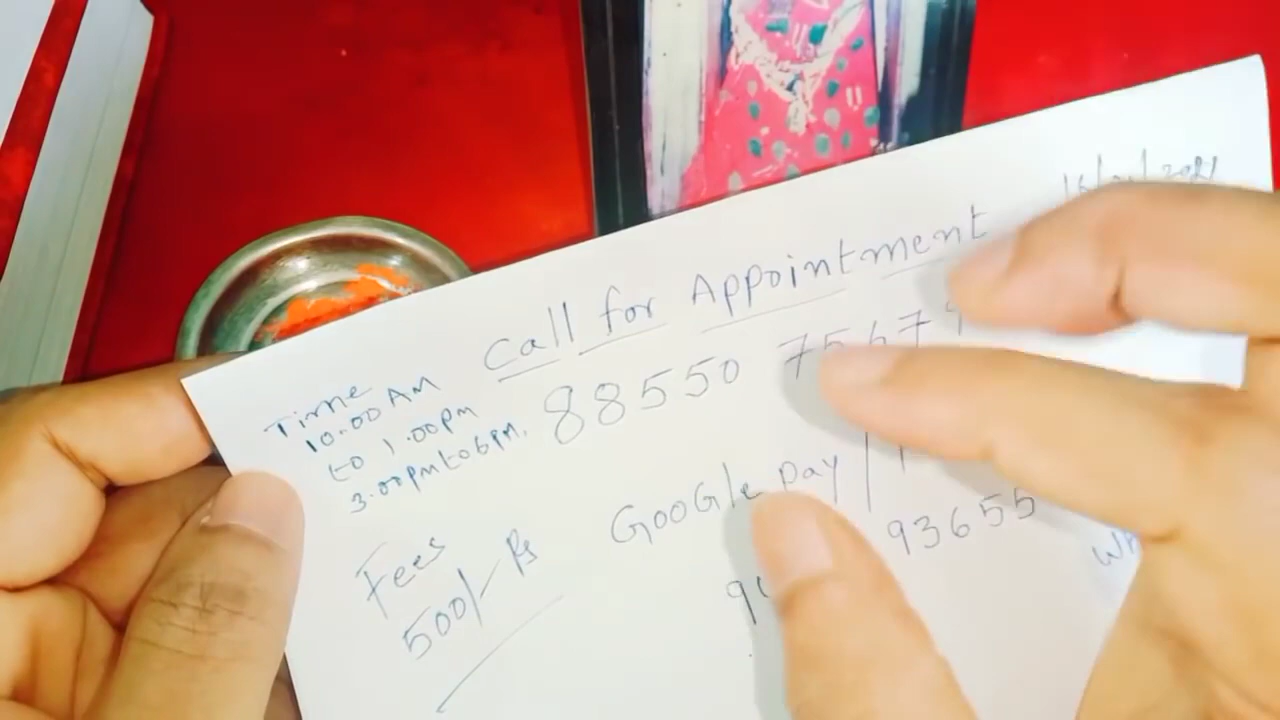 Call for Appointment
Time
10.00 AM
to 1.00pm
3.00pm to 6pm.
88550 7567
Fees
500/- Rs
GooGle pay /
93655